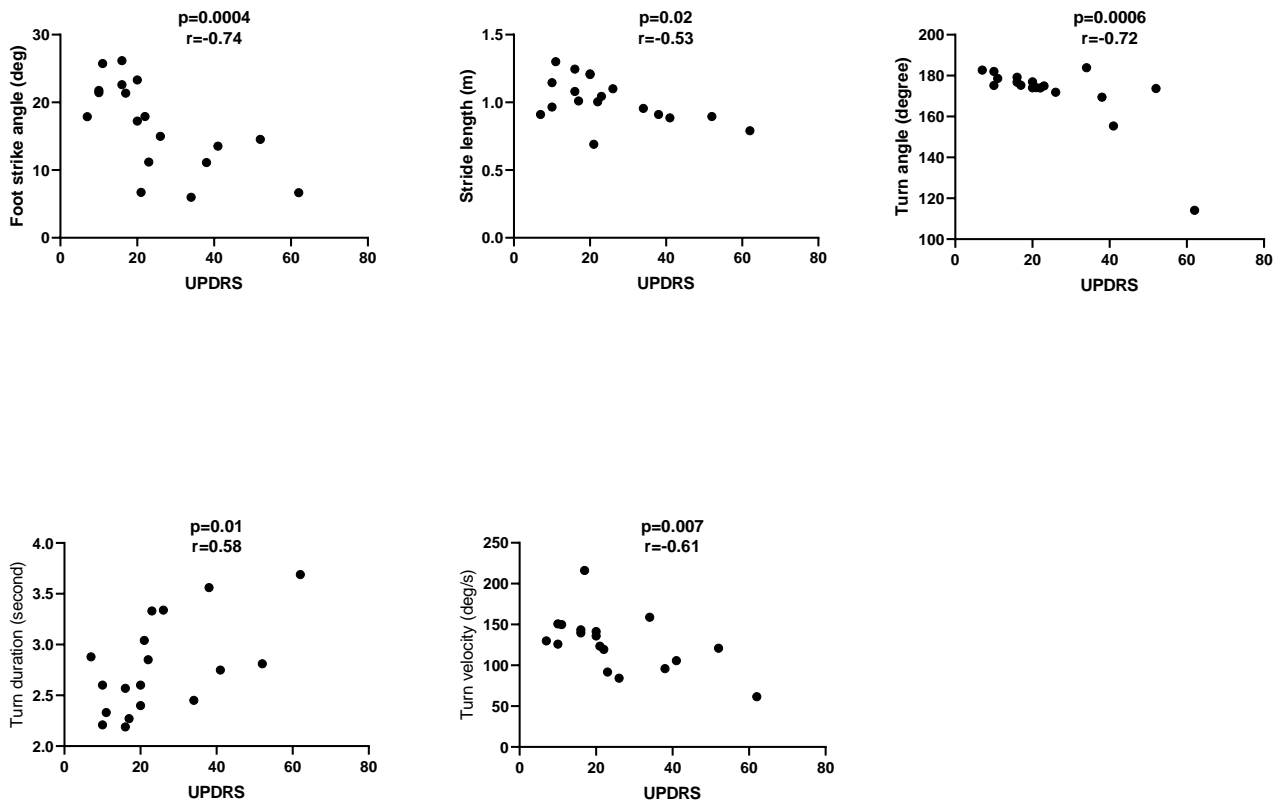 p=0.0004
r=-0.74
Foot strike angle (deg)
30
20
10
0
0 20 40 60 80
UPDRS
p=0.02
r=-0.53
Stride length (m)
1.5
1.0
0.5
0.0
0 20 40 60 80
UPDRS
p=0.0006
r=-0.72
Turn angle (degree)
200
180
160
140
120
100
0 20 40 60 80
UPDRS
p=0.01
r=0.58
Turn duration (second)
4.0
3.5
3.0
2.5
2.0
0 20 40 60 80
UPDRS
p=0.007
r=-0.61
Turn velocity (deg/s)
250
200
150
100
50
0
0 20 40 60 80
UPDRS